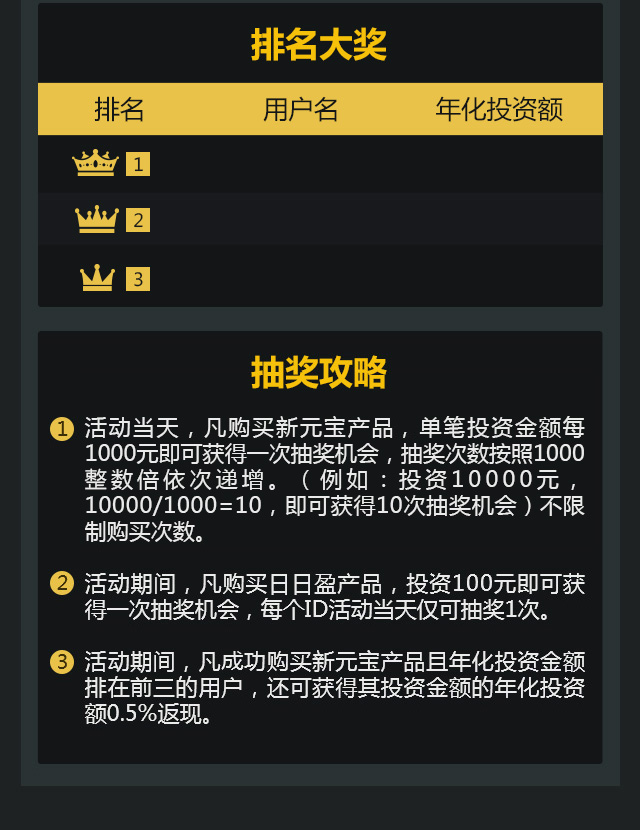 排名大奖
排名 用户名 年化投资额
1
2
3
抽奖攻略
1 活动当天，凡购买新元宝产品，单笔投资金额每
1000元即可获得一次抽奖机会，抽奖次数按照1000
整数倍依次递增。（例如：投资10000元，
10000/1000=10，即可获得10次抽奖机会）不限
制购买次数。
2 活动期间，凡购买日日盈产品，投资100元即可获
得一次抽奖机会，每个ID活动当天仅可抽奖1次。
3 活动期间，凡成功购买新元宝产品且年化投资金额
排在前三的用户，还可获得其投资金额的年化投资
额0.5%返现。